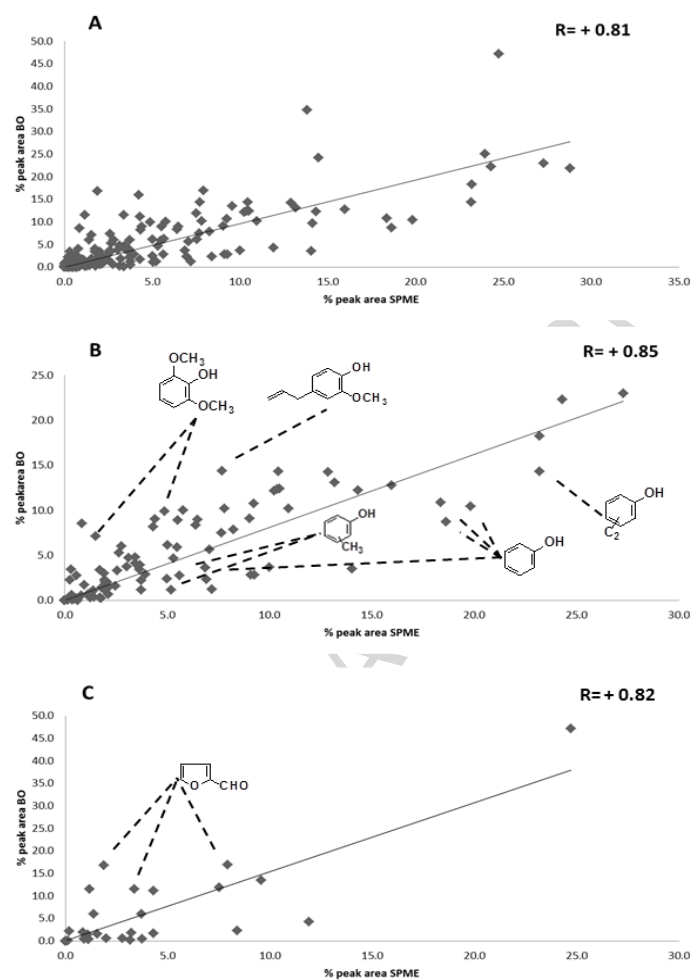 A
R= + 0.81
50.0
45.0
40.0
35.0
30.0
25.0
20.0
15.0
10.0
5.0
0.0
% peak area BO
0.0 5.0 10.0 15.0 20.0 25.0 30.0 35.0
% peak area SPME
B
R= + 0.85
25.0
20.0
15.0
10.0
5.0
0.0
% peakarea BO
OCH3
OH
OCH3
OH
OCH3
OH
CH3
OH
OH
C2
0.0 5.0 10.0 15.0 20.0 25.0 30.0
% peak area SPME
C
R= + 0.82
50.0
45.0
40.0
35.0
30.0
25.0
20.0
15.0
10.0
5.0
0.0
% peak area BO
O CHO
0.0 5.0 10.0 15.0 20.0 25.0 30.0
% peak area SPME